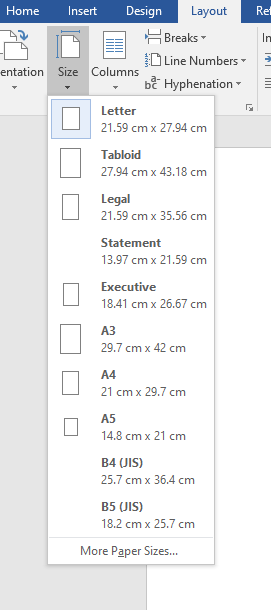 Home Insert Design Layout Ref
entation
Size
Columns
Breaks
Line Numbers
bc- Hyphenation
In
Letter
21.59 cm x 27.94 cm
Tabloid
27.94 cm x 43.18 cm
Legal
21.59 cm x 35.56 cm
Statement
13.97 cm x 21.59 cm
Executive
18.41 cm x 26.67 cm
A3
29.7 cm x 42 cm
A4
21 cm x 29.7 cm
A5
14.8 cm x 21 cm
B4 (JIS)
25.7 cm x 36.4 cm
B5 (JIS)
18.2 cm x 25.7 cm
More Paper Sizes...